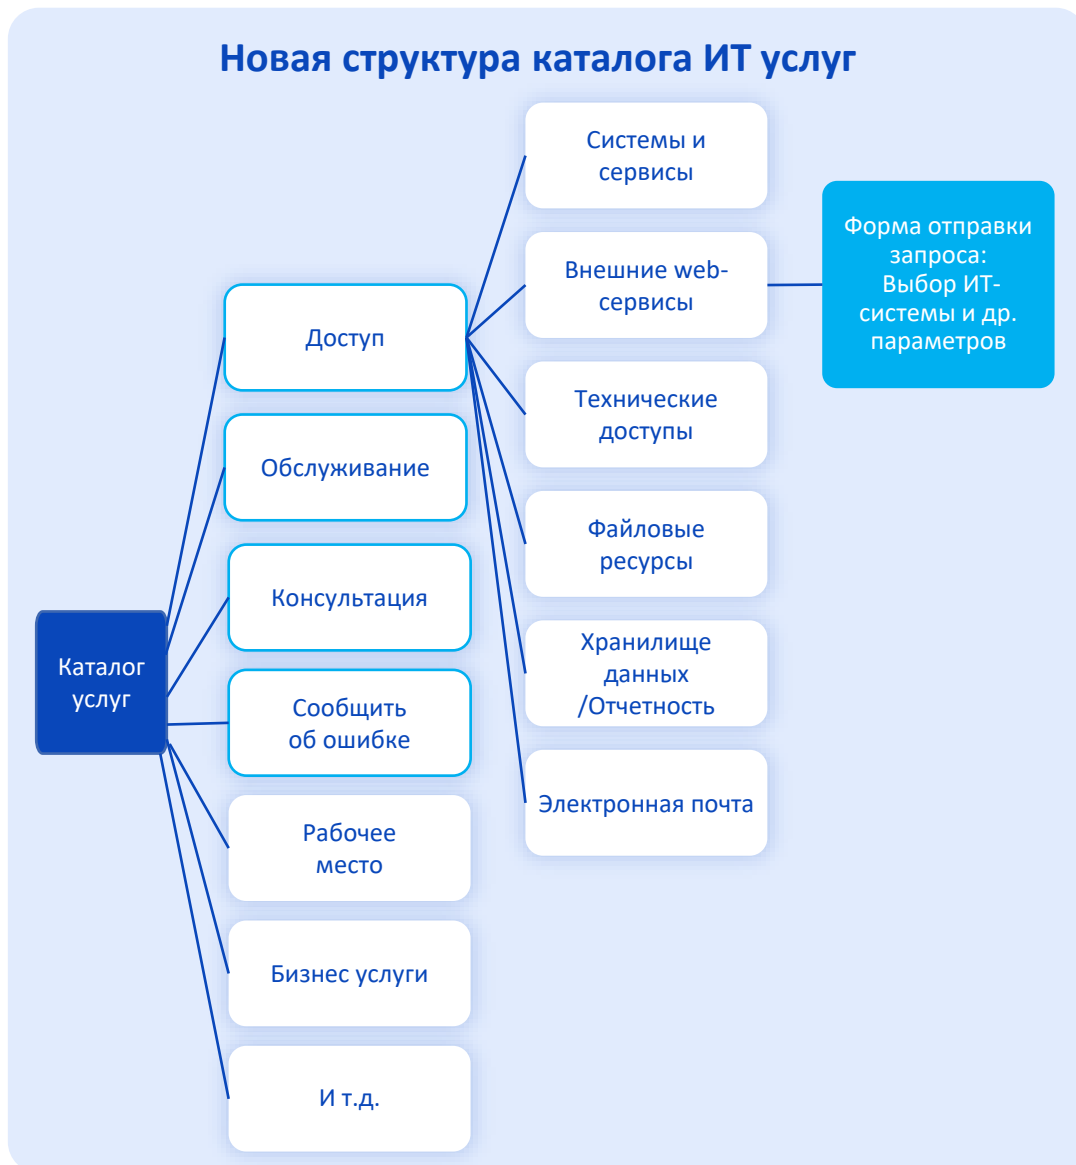 Новая структура каталога ИТ услуг
Каталог
услуг
Доступ
Обслуживание
Консультация
Сообщить
об ошибке
Рабочее
место
Бизнес услуги
И т.д.
Системы и
сервисы
Внешние web-
сервисы
Технические
доступы
Файловые
ресурсы
Хранилище
данных
/Отчетность
Электронная почта
Форма отправки
запроса:
Выбор ИТ-
системы и др.
параметров